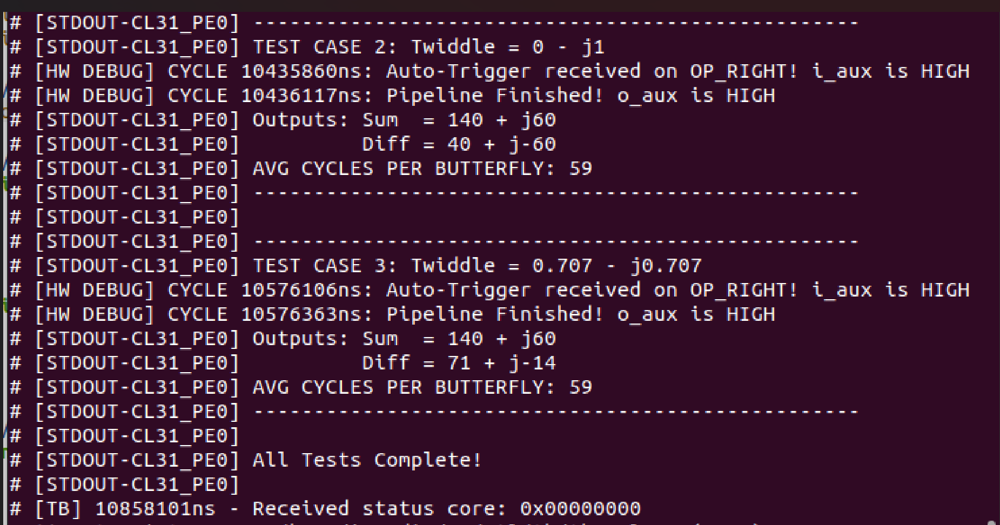 # [STDOUT-CL31_PE0] --------------------------------------------------
# [STDOUT-CL31_PE0] TEST CASE 2: Twiddle = 0 - j1
# [HW DEBUG] CYCLE 10435860ns: Auto-Trigger received on OP_RIGHT! i_aux is HIGH
# [HW DEBUG] CYCLE 10436117ns: Pipeline Finished! o_aux is HIGH
# [STDOUT-CL31_PE0] Outputs: Sum  = 140 + j60
# [STDOUT-CL31_PE0]          Diff = 40 + j-60
# [STDOUT-CL31_PE0] AVG CYCLES PER BUTTERFLY: 59
# [STDOUT-CL31_PE0] --------------------------------------------------
# [STDOUT-CL31_PE0]
# [STDOUT-CL31_PE0] --------------------------------------------------
# [STDOUT-CL31_PE0] TEST CASE 3: Twiddle = 0.707 - j0.707
# [HW DEBUG] CYCLE 10576106ns: Auto-Trigger received on OP_RIGHT! i_aux is HIGH
# [HW DEBUG] CYCLE 10576363ns: Pipeline Finished! o_aux is HIGH
# [STDOUT-CL31_PE0] Outputs: Sum  = 140 + j60
# [STDOUT-CL31_PE0]          Diff = 71 + j-14
# [STDOUT-CL31_PE0] AVG CYCLES PER BUTTERFLY: 59
# [STDOUT-CL31_PE0] --------------------------------------------------
# [STDOUT-CL31_PE0]
# [STDOUT-CL31_PE0] All Tests Complete!
# [STDOUT-CL31_PE0]
# [TB] 10858101ns - Received status core: 0x00000000